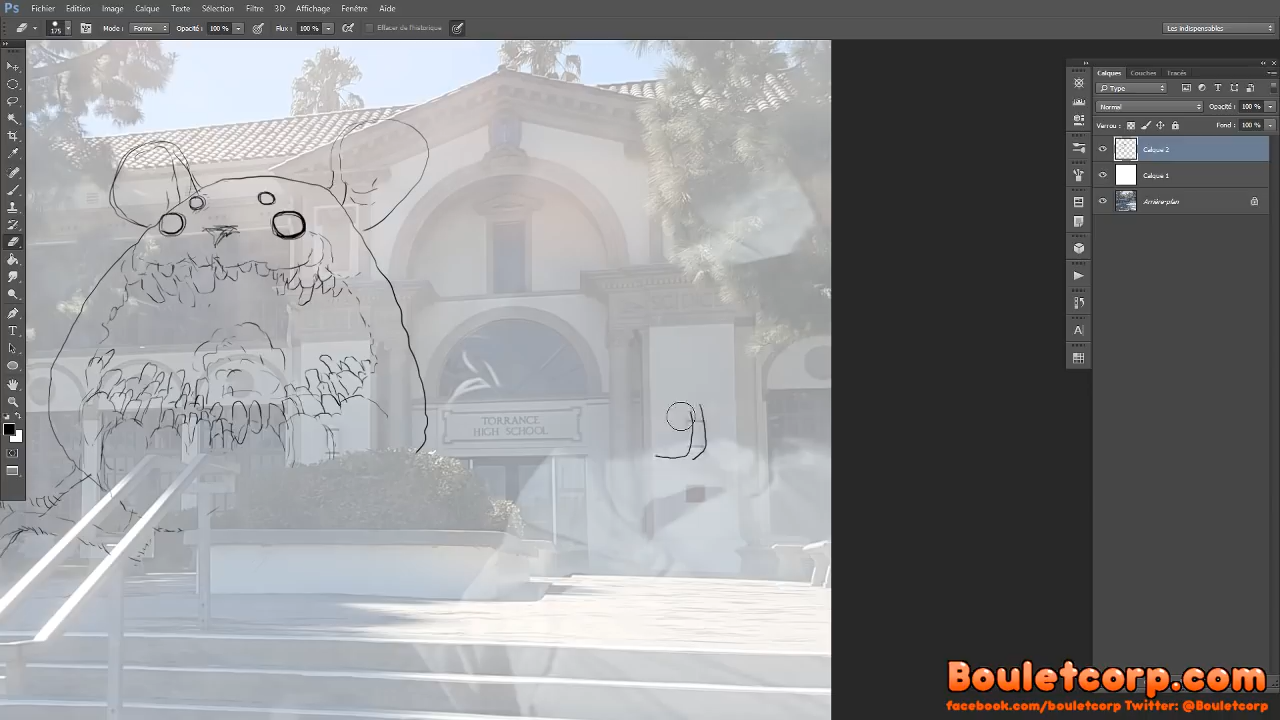 Ps Fichier Edition Image Calque Texte Sélection Filtre 3D Affichage Fenêtre Aide
175 Mode : Forme Opacité : 100 % Flux : 100 % Effacer de l'historique Les indispensables
Calques Couches Tracés
Type
Normal Opacité : 100 %
Verrou : Fond : 100 %
Calque 2
Calque 1
Arrière-plan
TORRANCE
HIGH SCHOOL
Bouletcorp.com
facebook.com/bouletcorp Twitter: @Bouletcorp